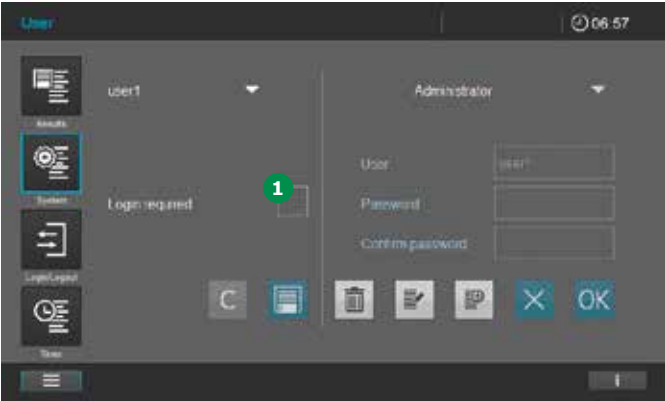 User
06:57
Results
user1
Administrator
System
User
user1
1
Login required
Password
Login/Logout
Confirm password
C
OK
Timer
i